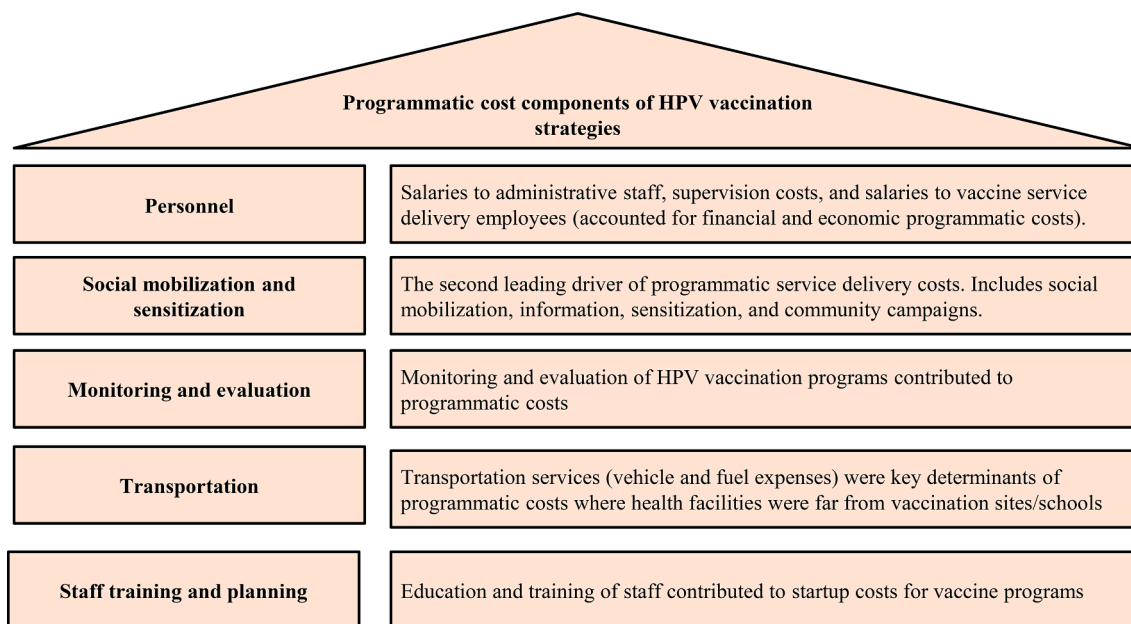 Programmatic cost components of HPV vaccination
strategies
Personnel
Salaries to administrative staff, supervision costs, and salaries to vaccine service
delivery employees (accounted for financial and economic programmatic costs).
Social mobilization and
sensitization
The second leading driver of programmatic service delivery costs. Includes social
mobilization, information, sensitization, and community campaigns.
Monitoring and evaluation
Monitoring and evaluation of HPV vaccination programs contributed to
programmatic costs
Transportation
Transportation services (vehicle and fuel expenses) were key determinants of
programmatic costs where health facilities were far from vaccination sites/schools
Staff training and planning
Education and training of staff contributed to startup costs for vaccine programs